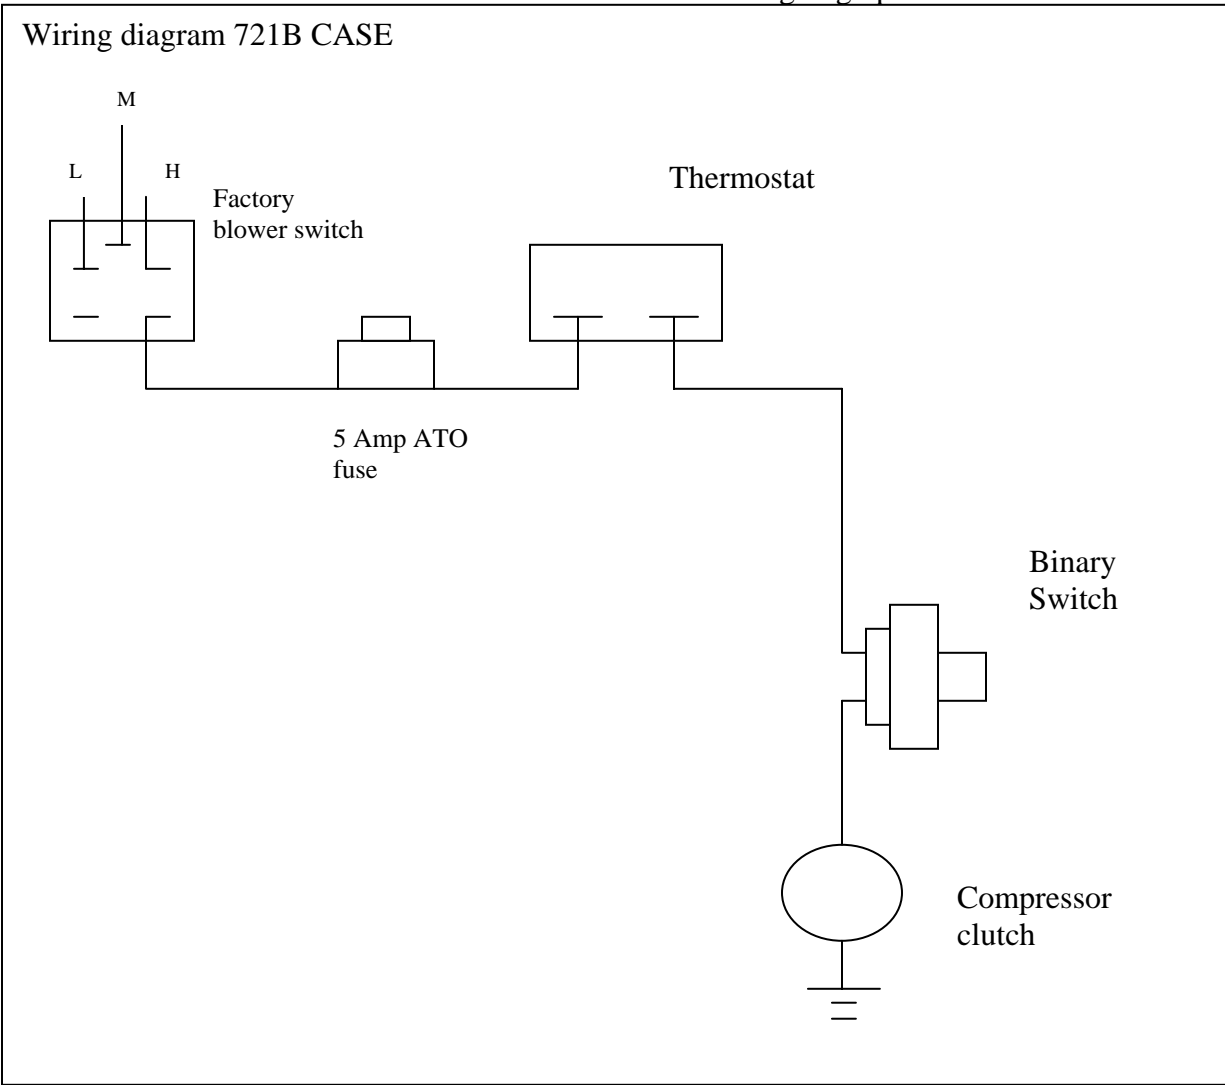 Wiring diagram 721B CASE
M
L
H
Factory
blower switch
Thermostat
5 Amp ATO
fuse
Binary
Switch
Compressor
clutch